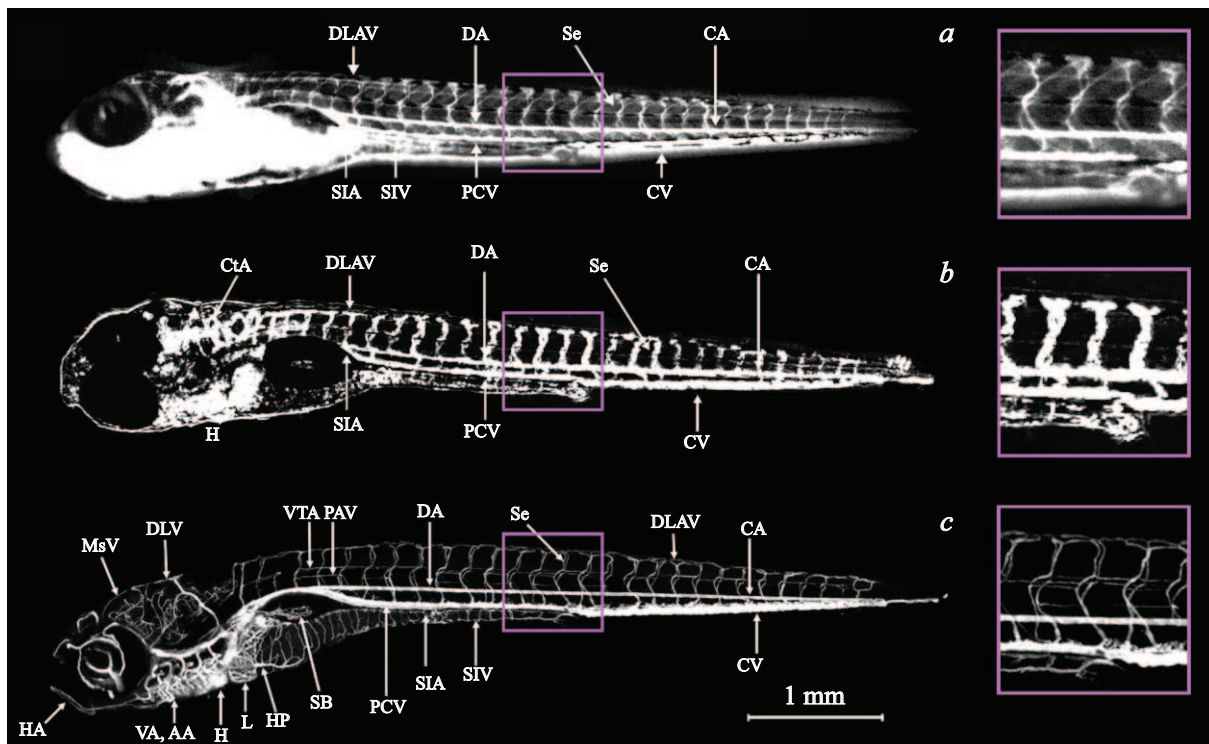 DLAV DA Se CA a
SIA SIV PCV CV
CtA DLAV DA Se CA b
H SIA PCV CV
MsV DLV VTA PAV DA Se DLAV CA c
HA VA, AA H L HP SB PCV SIA SIV CV
1 mm